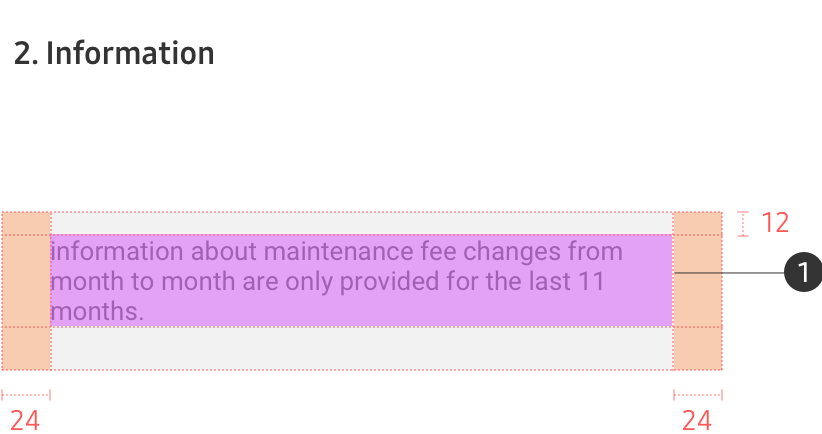 2. Information
12
information about maintenance fee changes from
month to month are only provided for the last 11
months.
1
24
24